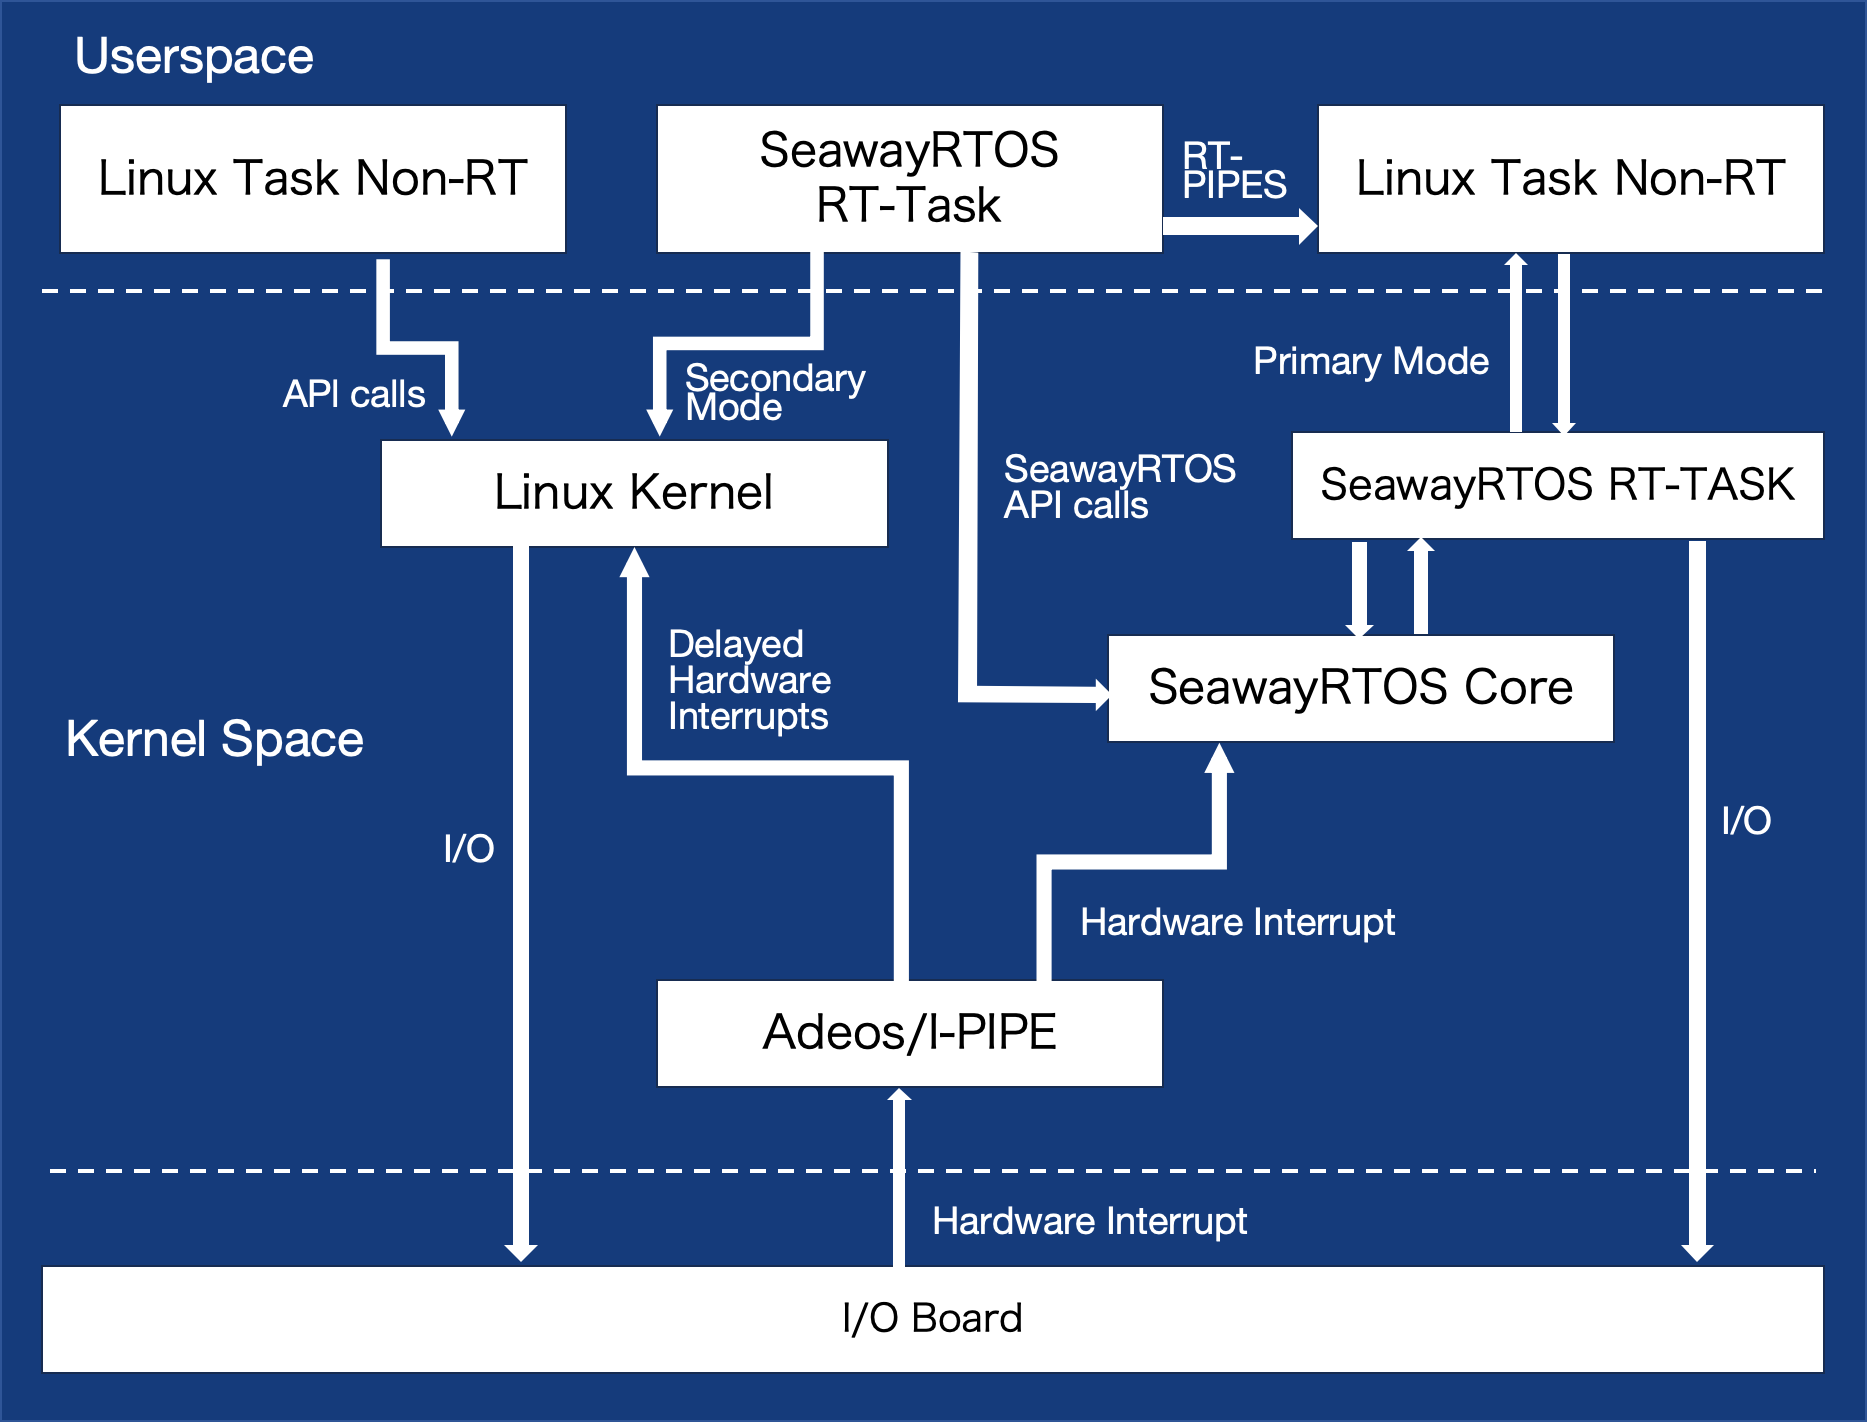 Userspace
Linux Task Non-RT
SeawayRTOS
RT-Task
RT-
PIPES
Linux Task Non-RT
API calls
Secondary
Mode
Primary Mode
Linux Kernel
SeawayRTOS
API calls
SeawayRTOS RT-TASK
Delayed
Hardware
Interrupts
SeawayRTOS Core
Kernel Space
I/O
I/O
Hardware Interrupt
Adeos/I-PIPE
Hardware Interrupt
I/O Board